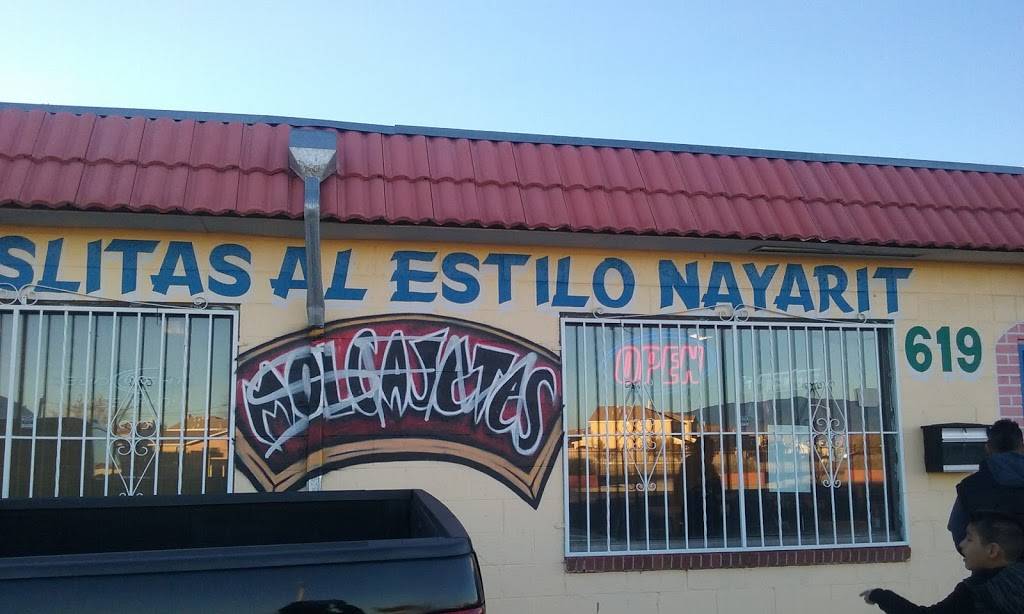 SLITAS AL ESTILO NAYARIT
MOLCAJETES
OPEN
619